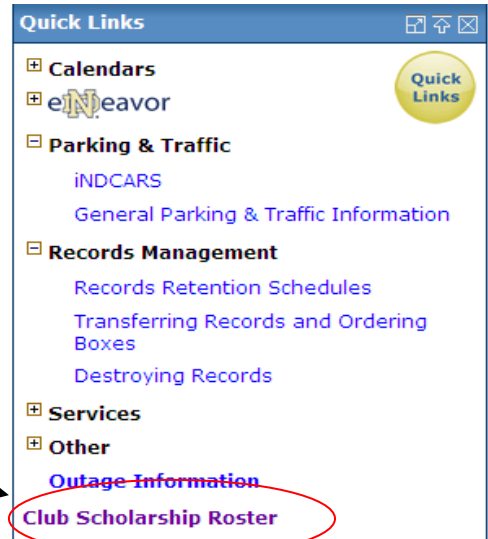 Quick Links
Calendars
Quick
Links
eNDeavor
Parking & Traffic
iNDCARS
General Parking & Traffic Information
Records Management
Records Retention Schedules
Transferring Records and Ordering
Boxes
Destroying Records
Services
Other
Outage Information
Club Scholarship Roster